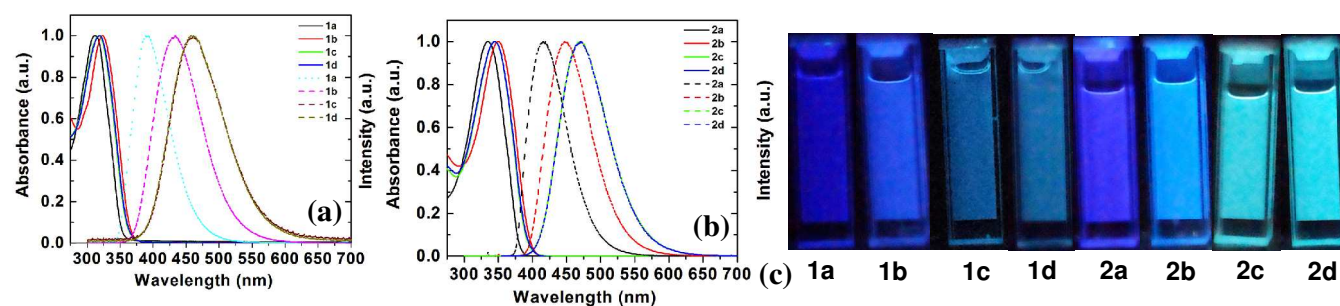 1a
1b
1c
1d
1a
1b
1c
1d
(a)
Absorbance (a.u.)
Intensity (a.u.)
1.0
0.8
0.6
0.4
0.2
0.0
300 350 400 450 500 550 600 650 700
Wavelength (nm)
2a
2b
2c
2d
2a
2b
2c
2d
(b)
Absorbance (a.u.)
Intensity (a.u.)
1.0
0.8
0.6
0.4
0.2
0.0
300 350 400 450 500 550 600 650 700
Wavelength (nm)
(c)
1a 1b 1c 1d 2a 2b 2c 2d